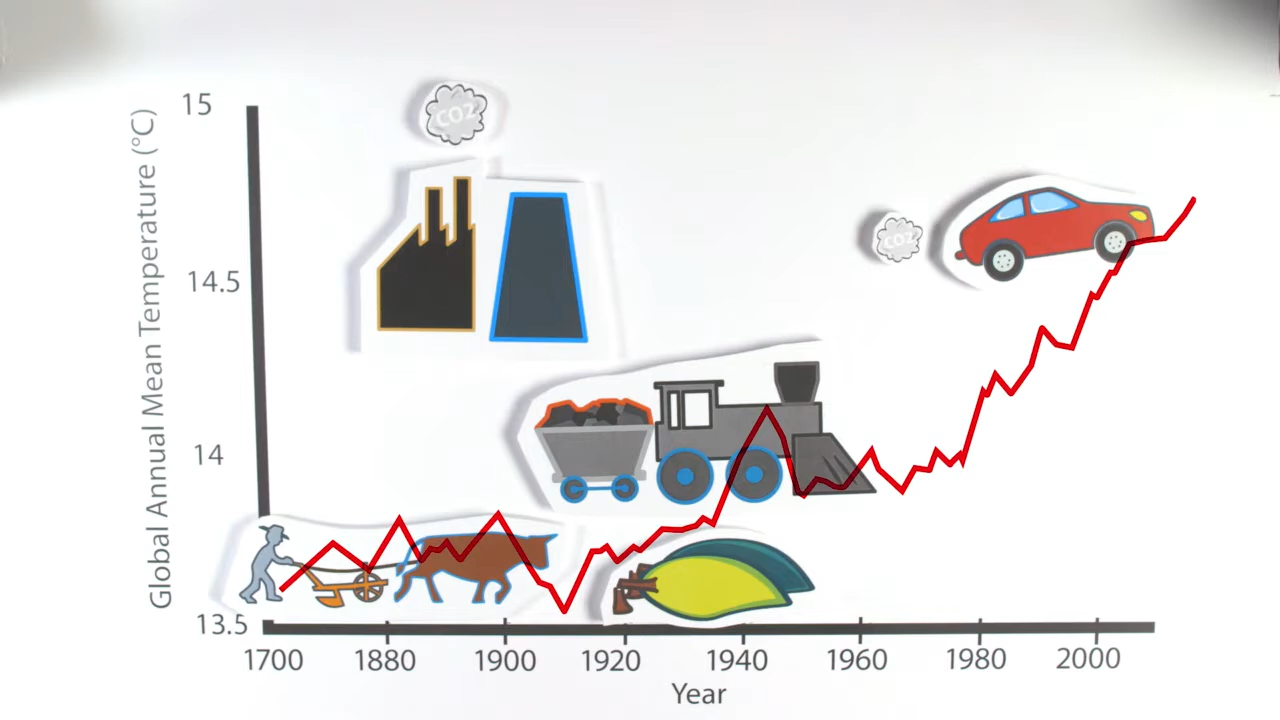 Global Annual Mean Temperature (°C)
15
14.5
14
13.5
CO2
CO2
1700 1880 1900 1920 1940 1960 1980 2000
Year